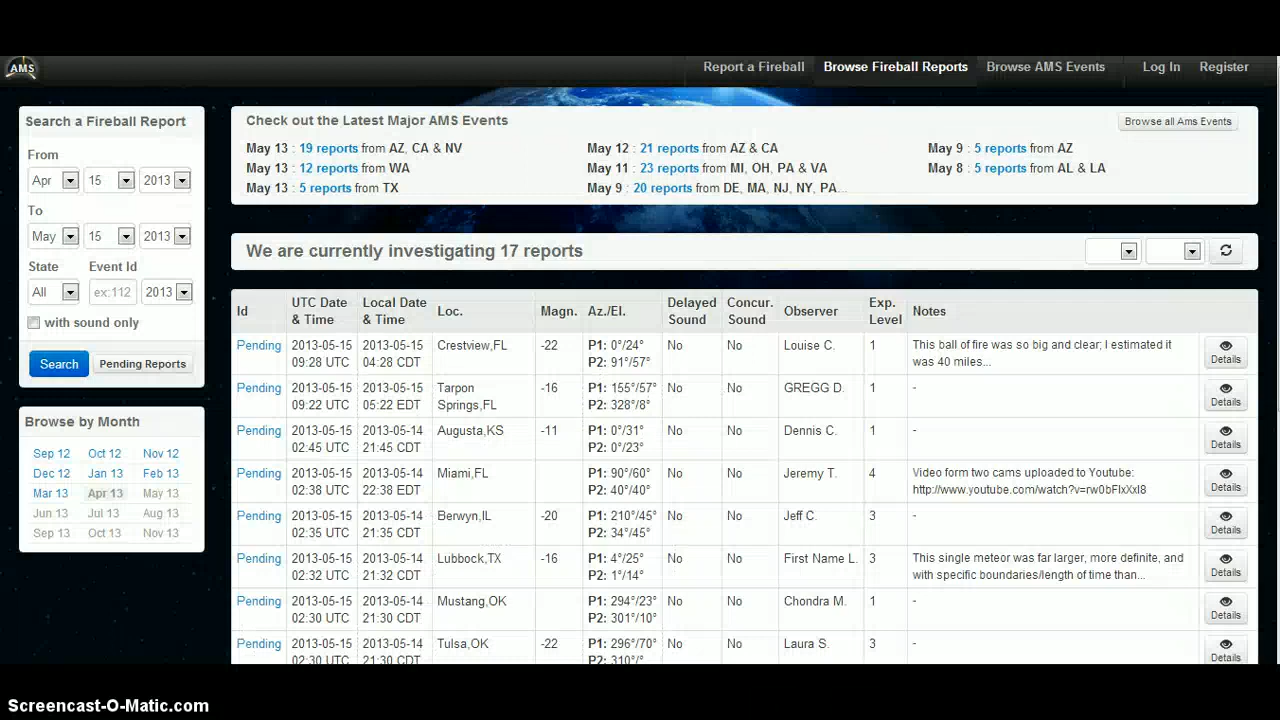 AMS
Report a Fireball
Browse Fireball Reports
Browse AMS Events
Log In
Register
Search a Fireball Report
From
Apr 15 2013
To
May 15 2013
State Event Id
All ex:112 2013
with sound only
Search Pending Reports
Browse by Month
Sep 12 Oct 12 Nov 12
Dec 12 Jan 13 Feb 13
Mar 13 Apr 13 May 13
Jun 13 Jul 13 Aug 13
Sep 13 Oct 13 Nov 13
Check out the Latest Major AMS Events
Browse all Ams Events
May 13 : 19 reports from AZ, CA & NV
May 13 : 12 reports from WA
May 13 : 5 reports from TX
May 12 : 21 reports from AZ & CA
May 11 : 23 reports from MI, OH, PA & VA
May 9 : 20 reports from DE, MA, NJ, NY, PA...
May 9 : 5 reports from AZ
May 8 : 5 reports from AL & LA
We are currently investigating 17 reports
Id UTC Date & Time Local Date & Time Loc. Magn. Az./El. Delayed Sound Concur. Sound Observer Exp. Level Notes
Pending 2013-05-15 2013-05-15 Crestview,FL -22 P1: 0°/24° No No Louise C. 1 This ball of fire was so big and clear; I estimated it
09:28 UTC 04:28 CDT P2: 91°/57° was 40 miles... Details
Pending 2013-05-15 2013-05-15 Tarpon -16 P1: 155°/57° No No GREGG D. 1 -
09:22 UTC 05:22 EDT Springs,FL P2: 328°/8° Details
Pending 2013-05-15 2013-05-14 Augusta,KS -11 P1: 0°/31° No No Dennis C. 1 -
02:45 UTC 21:45 CDT P2: 0°/23° Details
Pending 2013-05-15 2013-05-14 Miami,FL P1: 90°/60° No No Jeremy T. 4 Video form two cams uploaded to Youtube:
02:38 UTC 22:38 EDT P2: 40°/40° http://www.youtube.com/watch?v=rw0bFIxXxI8 Details
Pending 2013-05-15 2013-05-14 Berwyn,IL -20 P1: 210°/45° No No Jeff C. 3 -
02:35 UTC 21:35 CDT P2: 34°/45° Details
Pending 2013-05-15 2013-05-14 Lubbock,TX -16 P1: 4°/25° No No First Name L. 3 This single meteor was far larger, more definite, and
02:32 UTC 21:32 CDT P2: 1°/14° with specific boundaries/length of time than... Details
Pending 2013-05-15 2013-05-14 Mustang,OK P1: 294°/23° No No Chondra M. 1 -
02:30 UTC 21:30 CDT P2: 301°/10° Details
Pending 2013-05-15 2013-05-14 Tulsa,OK -22 P1: 296°/70° No No Laura S. 3 -
02:30 UTC 21:30 CDT P2: 310°/° Details
Screencast-O-Matic.com